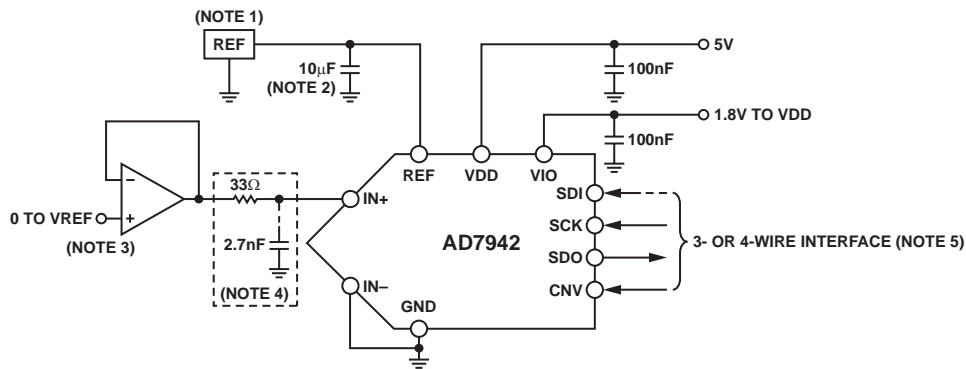 (NOTE 1)
REF
10μF
(NOTE 2)
5V
100nF
1.8V TO VDD
100nF
REF
VDD
VIO
33Ω
IN+
SDI
–
+
0 TO VREF
(NOTE 3)
2.7nF
(NOTE 4)
SCK
AD7942
3- OR 4-WIRE INTERFACE (NOTE 5)
SDO
IN–
GND
CNV